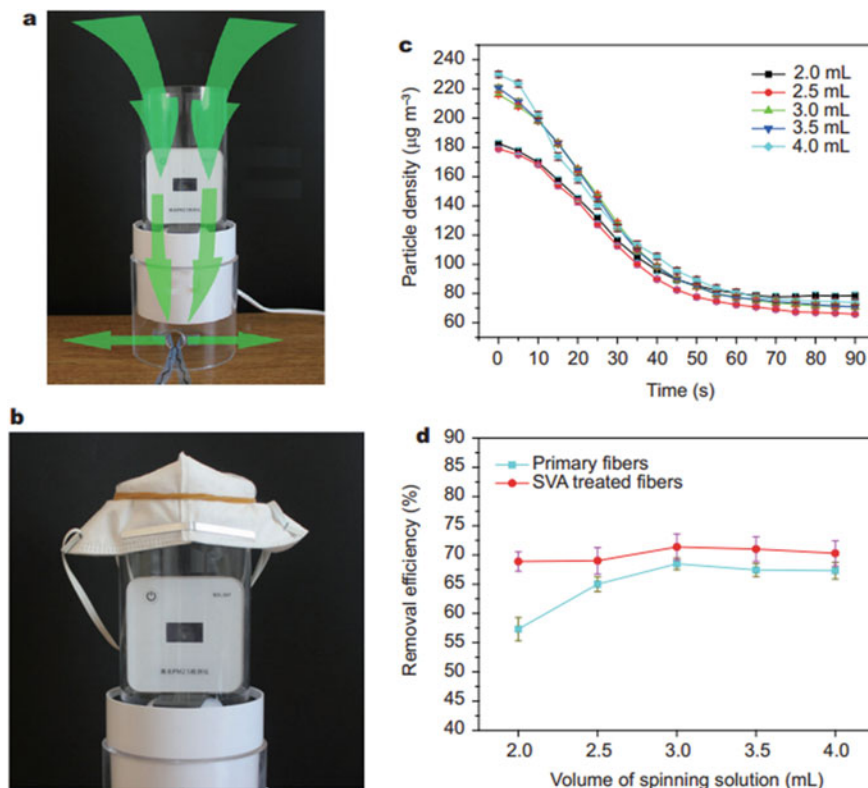 a
b
c
240
220
200
180
160
140
120
100
80
60
Particle density (μg m⁻³)
0 10 20 30 40 50 60 70 80 90
Time (s)
2.0 mL
2.5 mL
3.0 mL
3.5 mL
4.0 mL
d
90
85
80
75
70
65
60
55
50
45
40
Removal efficiency (%)
Primary fibers
SVA treated fibers
2.0 2.5 3.0 3.5 4.0
Volume of spinning solution (mL)